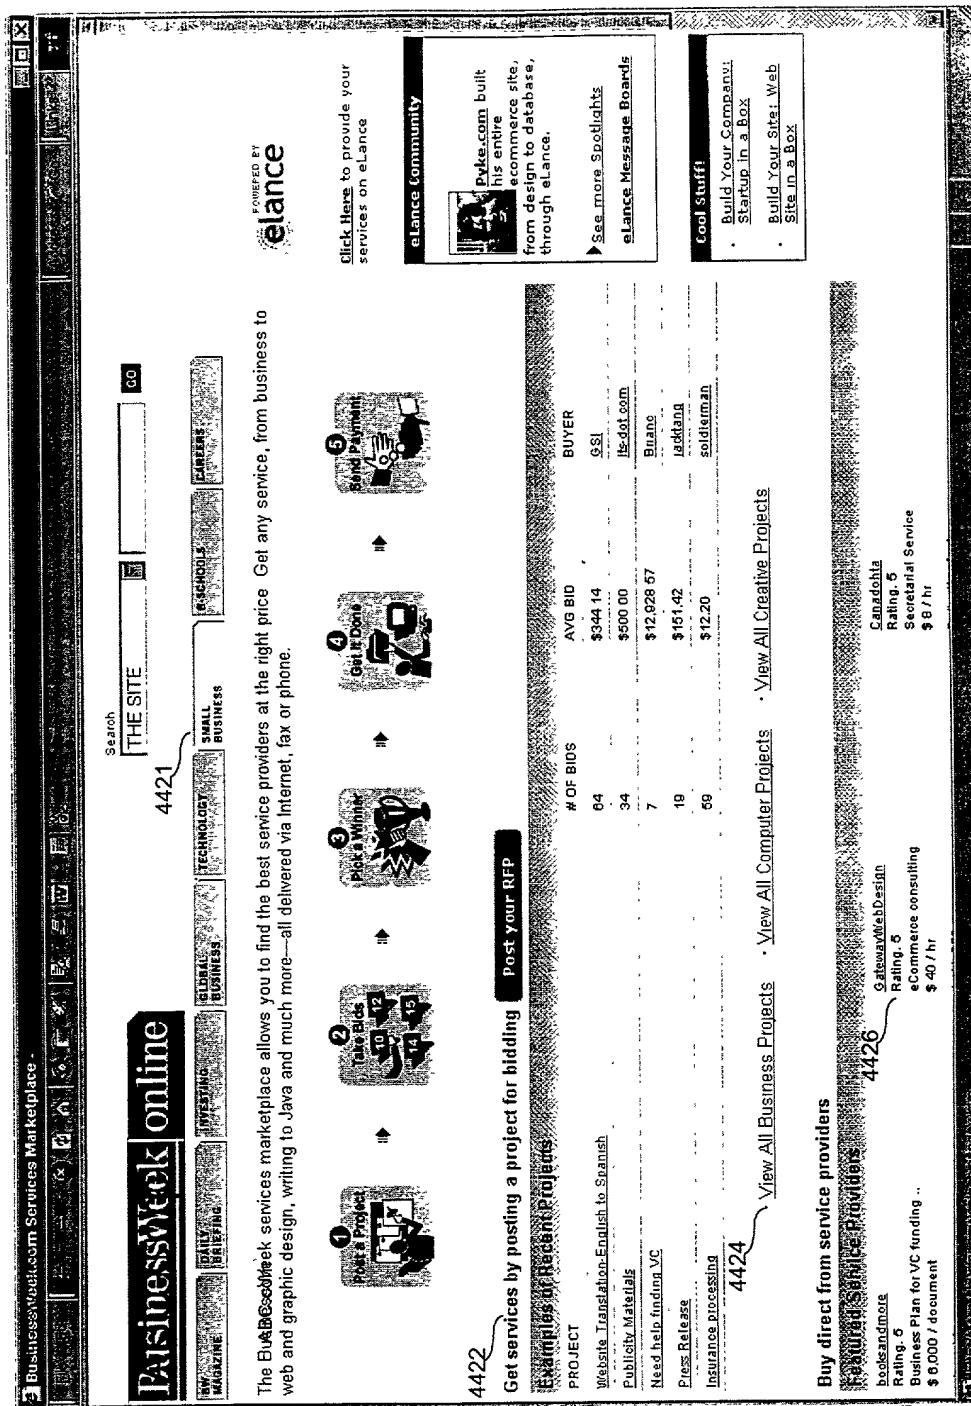 BusinessWeek.com Services Marketplace -
Links
BusinessWeek online
Search
THE SITE
GO
BW MAGAZINE
DAILY BRIEFING
INVESTING
GLOBAL BUSINESS
TECHNOLOGY
SMALL BUSINESS
B-SCHOOLS
CAREERS
4421
services marketplace allows you to find the best service providers at the right price Get any service, from business to
web and graphic design, writing to Java and much more—all delivered via Internet, fax or phone.
POWERED BY
elance
Click Here to provide your
services on eLance
1 Post a Project
2 Take Bids
10 12 14 15
3 Pick a Winner
4 Get It Done
5 Send Payment
eLance Community
Pyke.com built
his entire
ecommerce site,
from design to database,
through eLance.
See more Spotlights
eLance Message Boards
4422
Get services by posting a project for bidding
Post your RFP
Examples of Recent Projects
PROJECT # OF BIDS AVG BID BUYER
Website Translation-English to Spanish 64 $344 14 GSI
Publicity Materials 34 $500 00 lts-dot com
Need help finding VC 7 $12,928 57 Bnano
Press Release 19 $151.42 jacktang
Insurance processing 59 $12.20 soldierman
4424
· View All Business Projects · View All Computer Projects · View All Creative Projects
Cool Stuff!
· Build Your Company:
Startup in a Box
· Build Your Site: Web
Site in a Box
Buy direct from service providers
Featured Service Providers
4426
booksandmore
Rating. 5
Business Plan for VC funding ..
$ 6,000 / document
GatewayWebDesign
Rating. 5
eCommerce consulting
$ 40 / hr
Canadohta
Rating. 5
Secretarial Service
$ 8 / hr